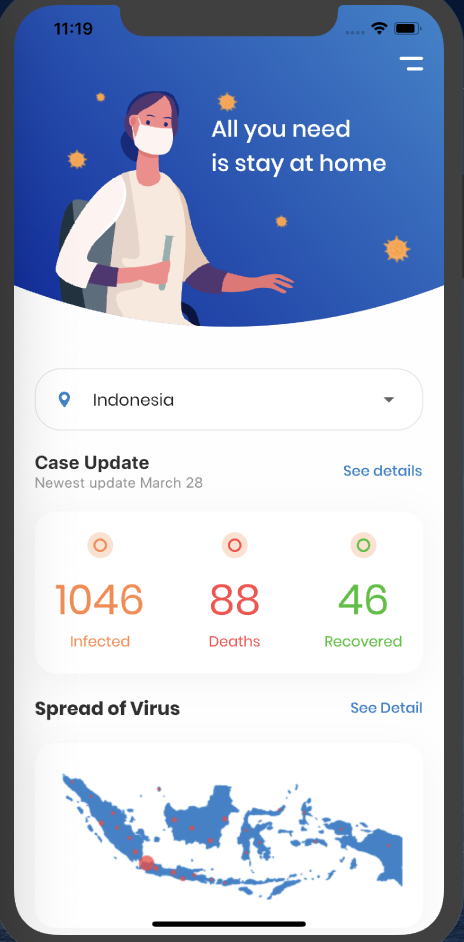 11:19
All you need
is stay at home
Indonesia
Case Update
Newest update March 28
See details
1046
88
46
Infected
Deaths
Recovered
Spread of Virus
See Detail